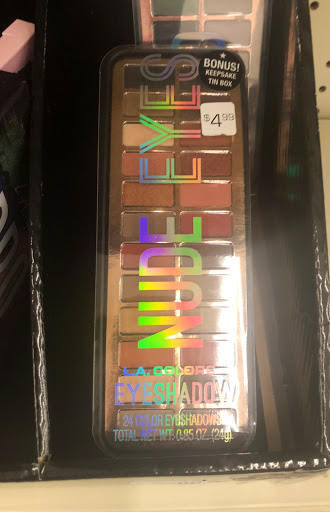 BONUS!
KEEPSAKE
TIN BOX
$4.99
NUDE EYES
L.A. COLORS
EYESHADOW
24 COLOR EYESHADOWS
TOTAL NET WT. 0.85 OZ. (24g)